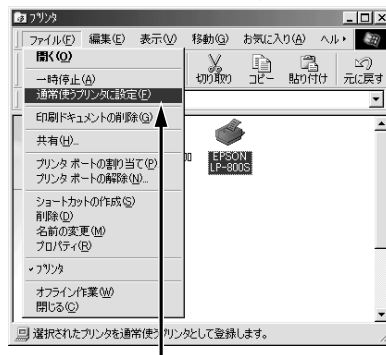 プリンタ
ファイル(F) 編集(E) 表示(V) 移動(G) お気に入り(A) ヘル
開く(O)
一時停止(A)
通常使うプリンタに設定(F)
印刷ドキュメントの削除(G)
共有(H)...
プリンタ ポートの割り当て(P)...
プリンタ ポートの解除(N)...
ショートカットの作成(S)
削除(D)
名前の変更(M)
プロパティ(R)
プリンタ
オフライン作業(W)
閉じる(C)
切り取り コピー 貼り付け 元に戻す
00
EPSON
LP-800S
選択されたプリンタを通常使うプリンタとして登録します。